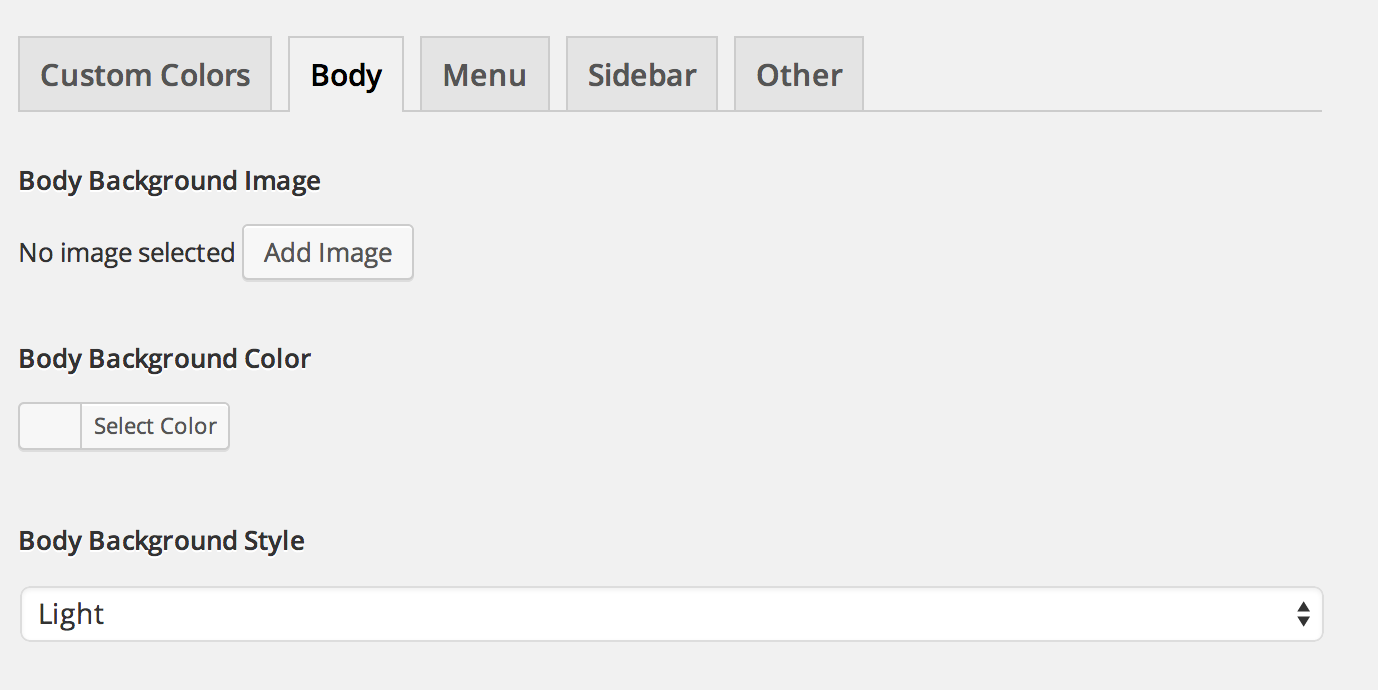 Custom Colors Body Menu Sidebar Other
Body Background Image
No image selected Add Image
Body Background Color
Select Color
Body Background Style
Light